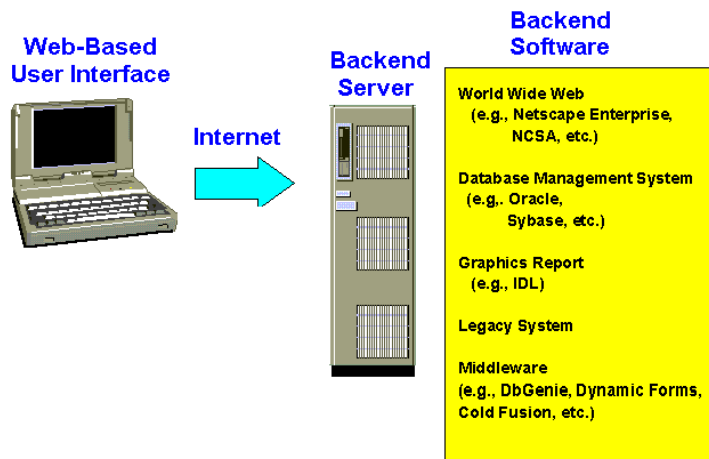 Web-Based
User Interface
Internet
Backend
Server
Backend
Software
World Wide Web
(e.g., Netscape Enterprise,
NCSA, etc.)
Database Management System
(e,g,. Oracle,
Sybase, etc.)
Graphics Report
(e.g., IDL)
Legacy System
Middleware
(e.g., DbGenie, Dynamic Forms,
Cold Fusion, etc.)